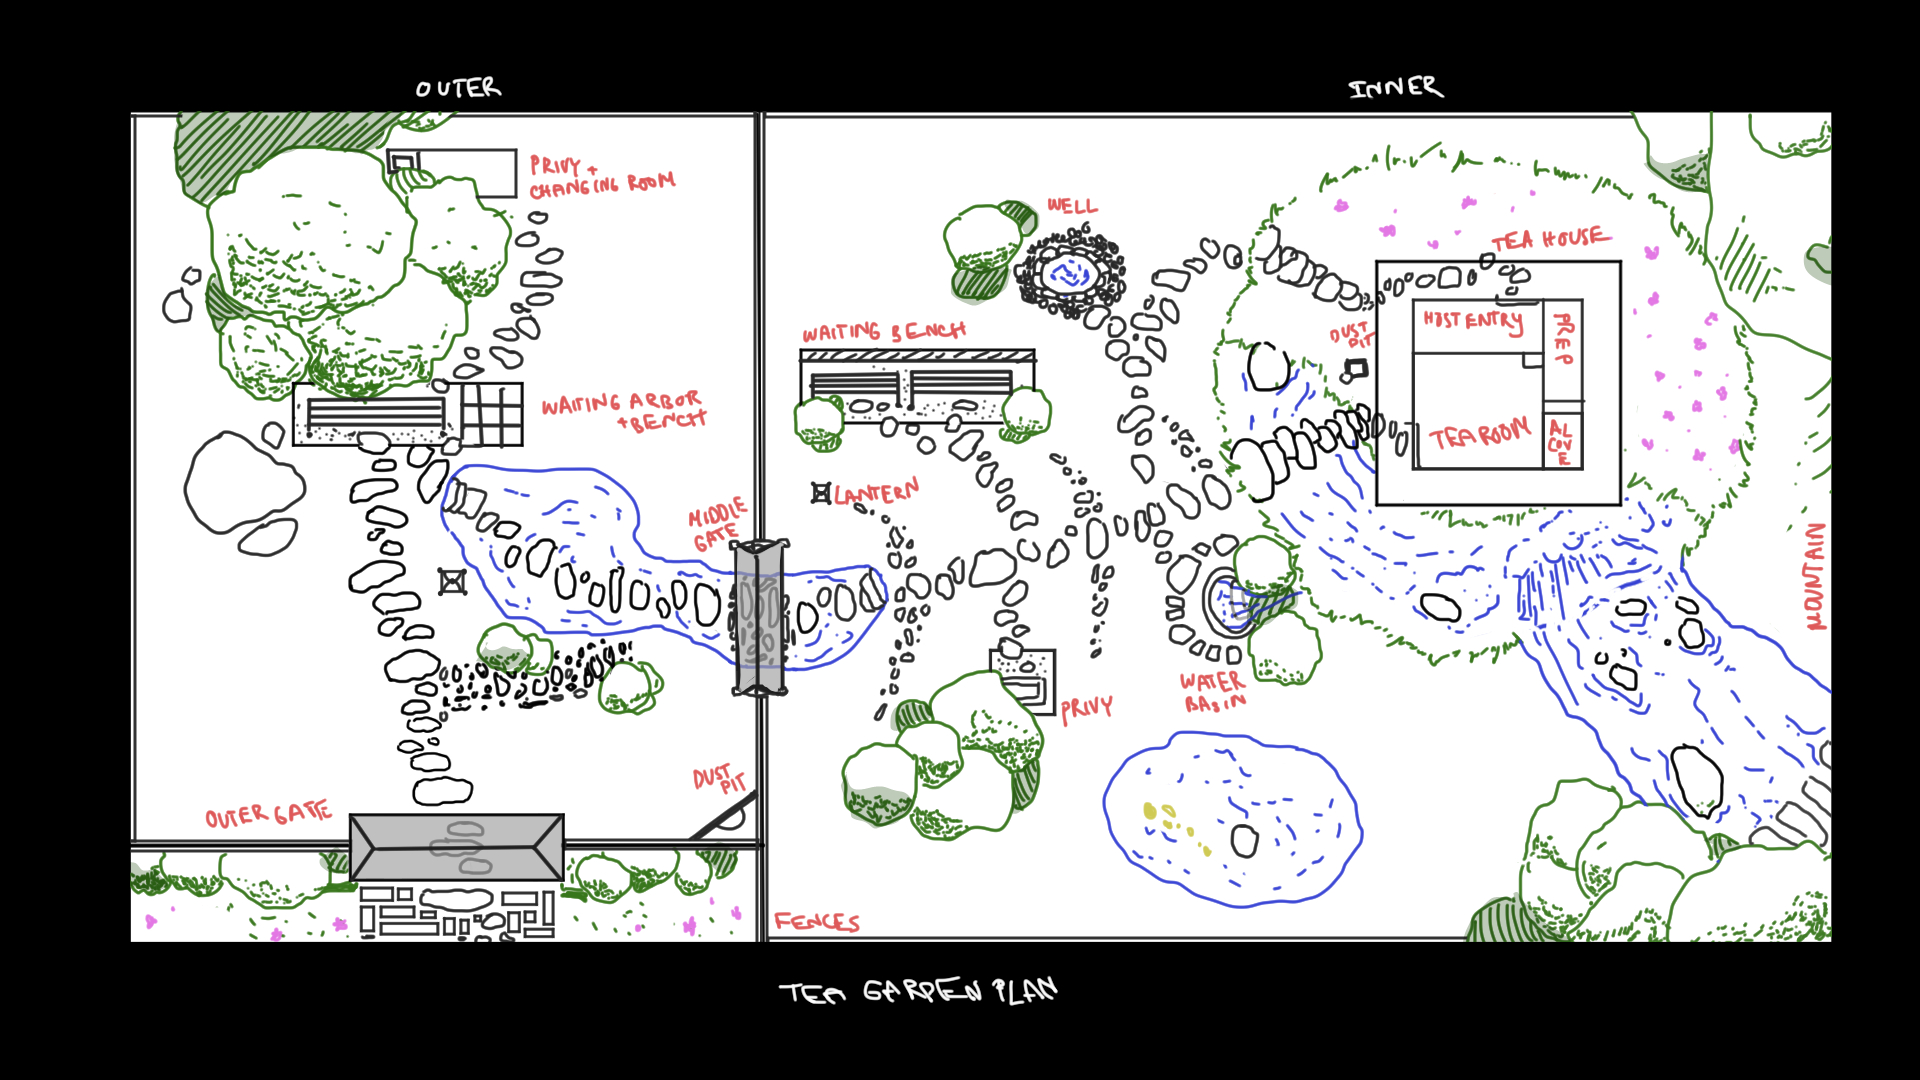 OUTER
INNER
PRIVY +
CHANGING ROOM
WELL
TEA HOUSE
WAITING BENCH
DUST
PIT
HOST ENTRY
PREP
WAITING ARBOR
+ BENCH
TEA ROOM
ALCOVE
LANTERN
MIDDLE
GATE
MOUNTAIN
WATER
BASIN
PRIVY
DUST
PIT
OUTER GATE
FENCES
TEA GARDEN PLAN